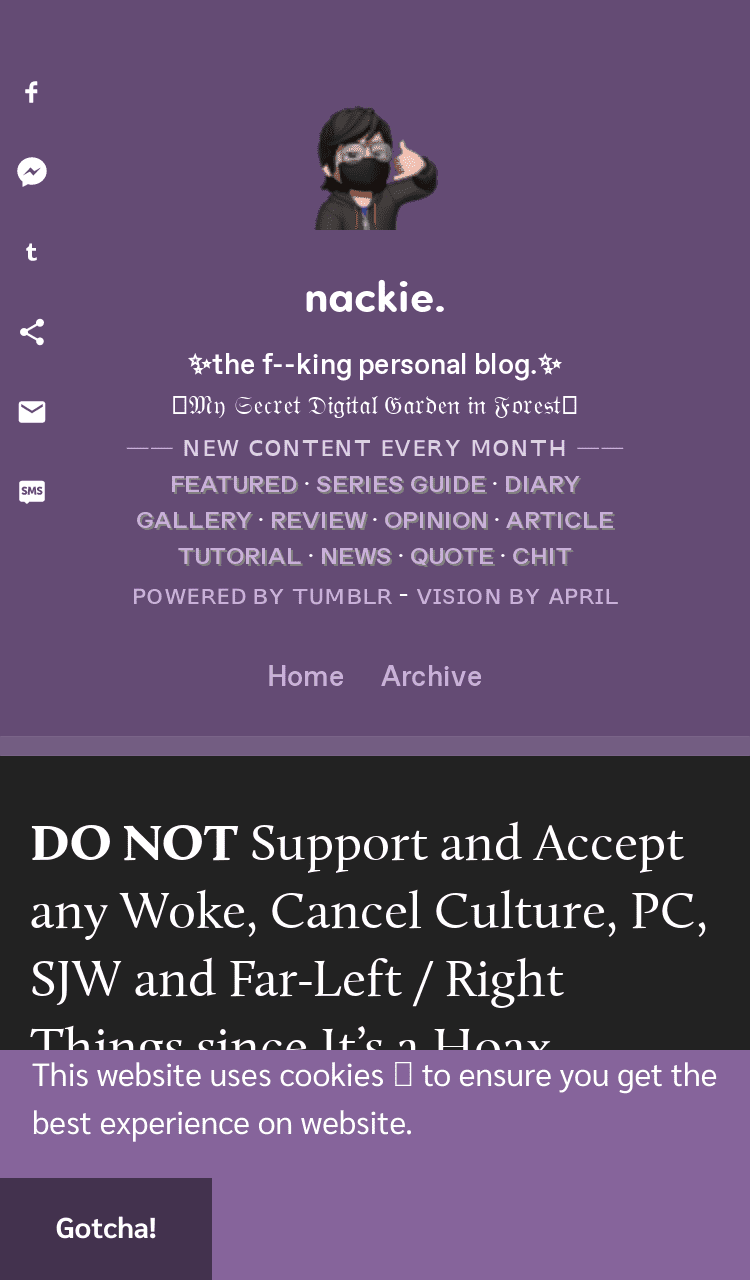 nackie.
✨the f--king personal blog.✨
My Secret Digital Garden in Forest
—— NEW CONTENT EVERY MONTH ——
FEATURED · SERIES GUIDE · DIARY
GALLERY · REVIEW · OPINION · ARTICLE
TUTORIAL · NEWS · QUOTE · CHIT
POWERED BY TUMBLR - VISION BY APRIL
Home Archive
DO NOT Support and Accept
any Woke, Cancel Culture, PC,
SJW and Far-Left / Right
Things since It's a Hoax
This website uses cookies to ensure you get the
best experience on website.
Gotcha!
SMS